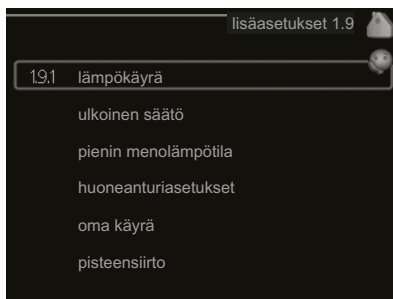 lisäasetukset 1.9
1.9.1 lämpökäyrä
ulkoinen säätö
pienin menolämpötila
huoneanturiasetukset
oma käyrä
pisteensiirto